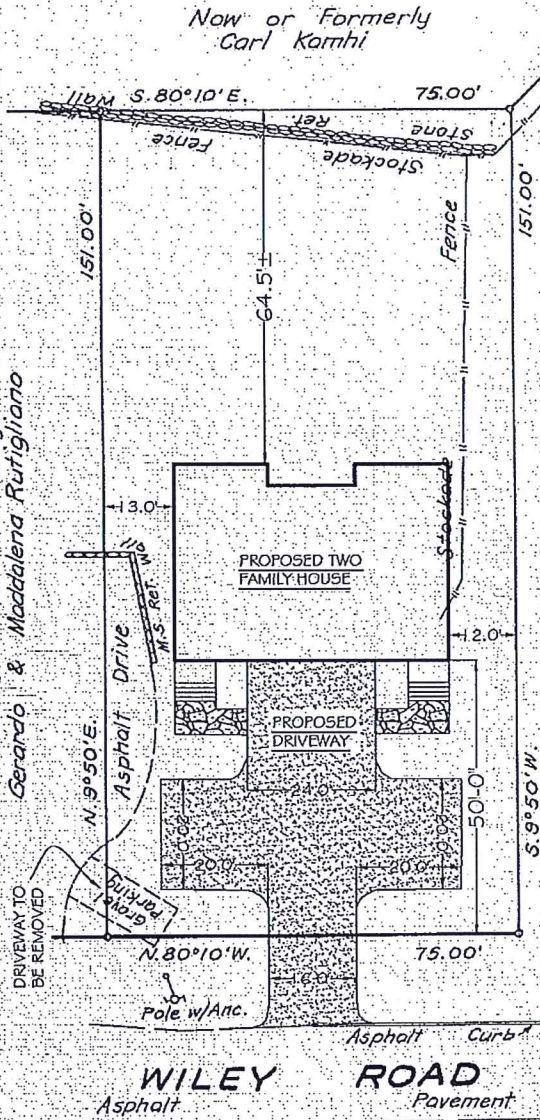 Now or Formerly
Carl Kamhi
Wall S. 80°10' E. 75.00'
Stone Ret.
Stockade Fence
151.00'
151.00'
64.5'±
Fence
Stockade
Gerardo & Maddalena Rutigliano
13.0'
M.S. Ret. Wall
PROPOSED TWO
FAMILY HOUSE
12.0'
Asphalt Drive
N. 9°50' E.
PROPOSED
DRIVEWAY
24.0'
20.0'
20.0'
20.0'
20.0'
50'-0"
S. 9°50' W.
Gravel
Parking
DRIVEWAY TO
BE REMOVED
N. 80°10' W. 75.00'
16.0'
Pole w/Anc.
Asphalt Curb
WILEY ROAD
Asphalt Pavement